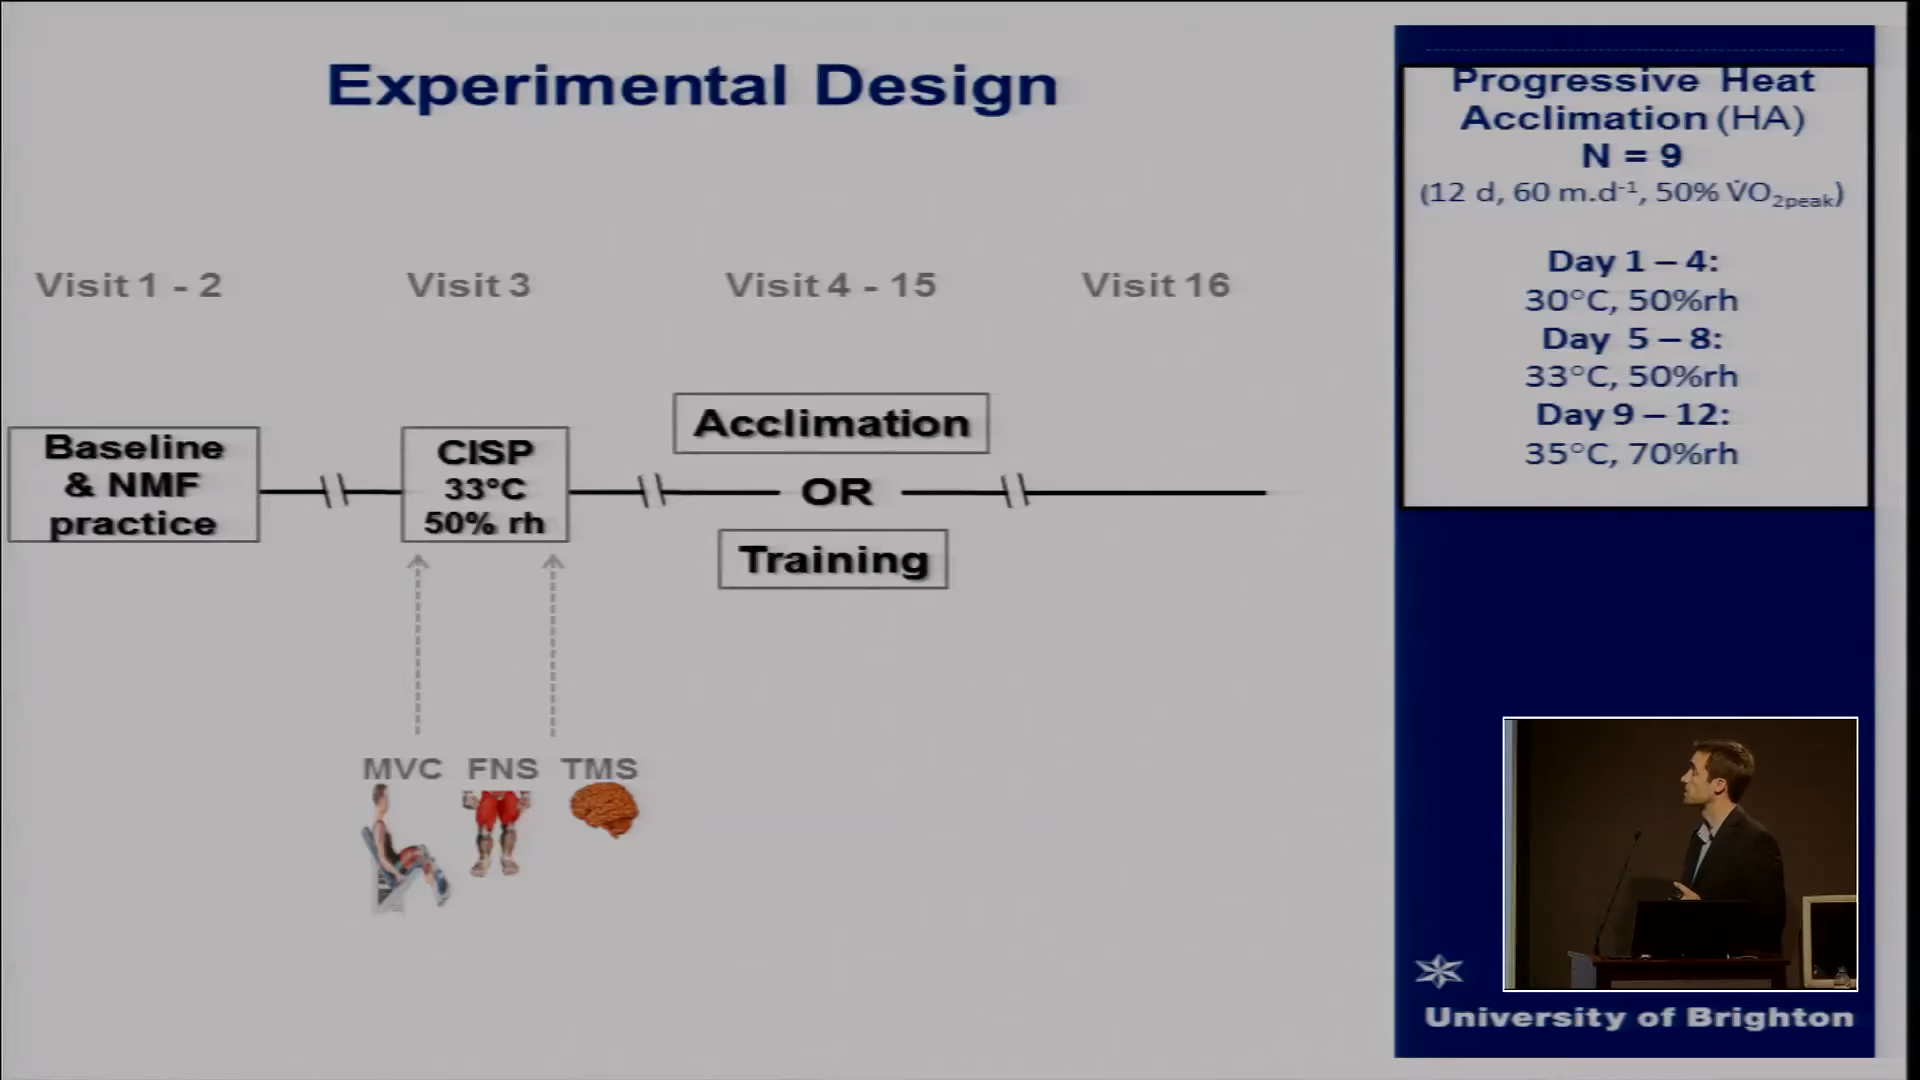 Experimental Design
Visit 1 - 2
Visit 3
Visit 4 - 15
Visit 16
Baseline
& NMF
practice
CISP
33°C
50% rh
Acclimation
OR
Training
MVC
FNS
TMS
Progressive Heat
Acclimation (HA)
N = 9
(12 d, 60 m.d⁻¹, 50% V̇O₂peak)
Day 1 – 4:
30°C, 50%rh
Day 5 – 8:
33°C, 50%rh
Day 9 – 12:
35°C, 70%rh
University of Brighton